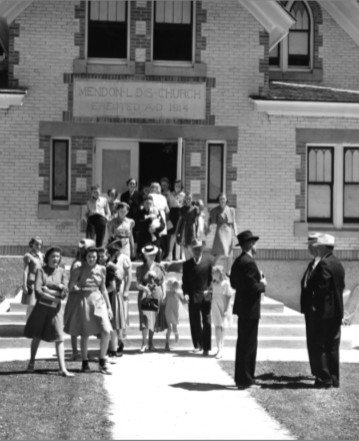 MENDON L.D.S. CHURCH
ERECTED A.D. 1914